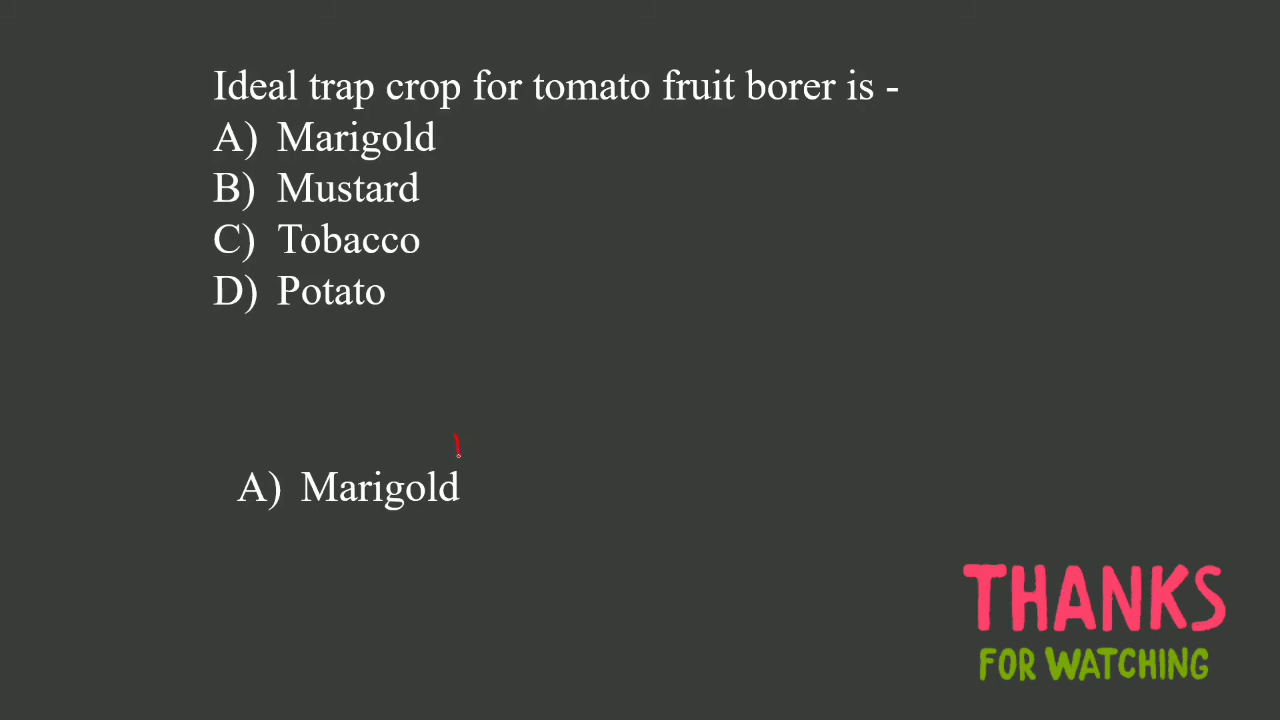 Ideal trap crop for tomato fruit borer is -
A) Marigold
B) Mustard
C) Tobacco
D) Potato
A) Marigold
THANKS
FOR WATCHING